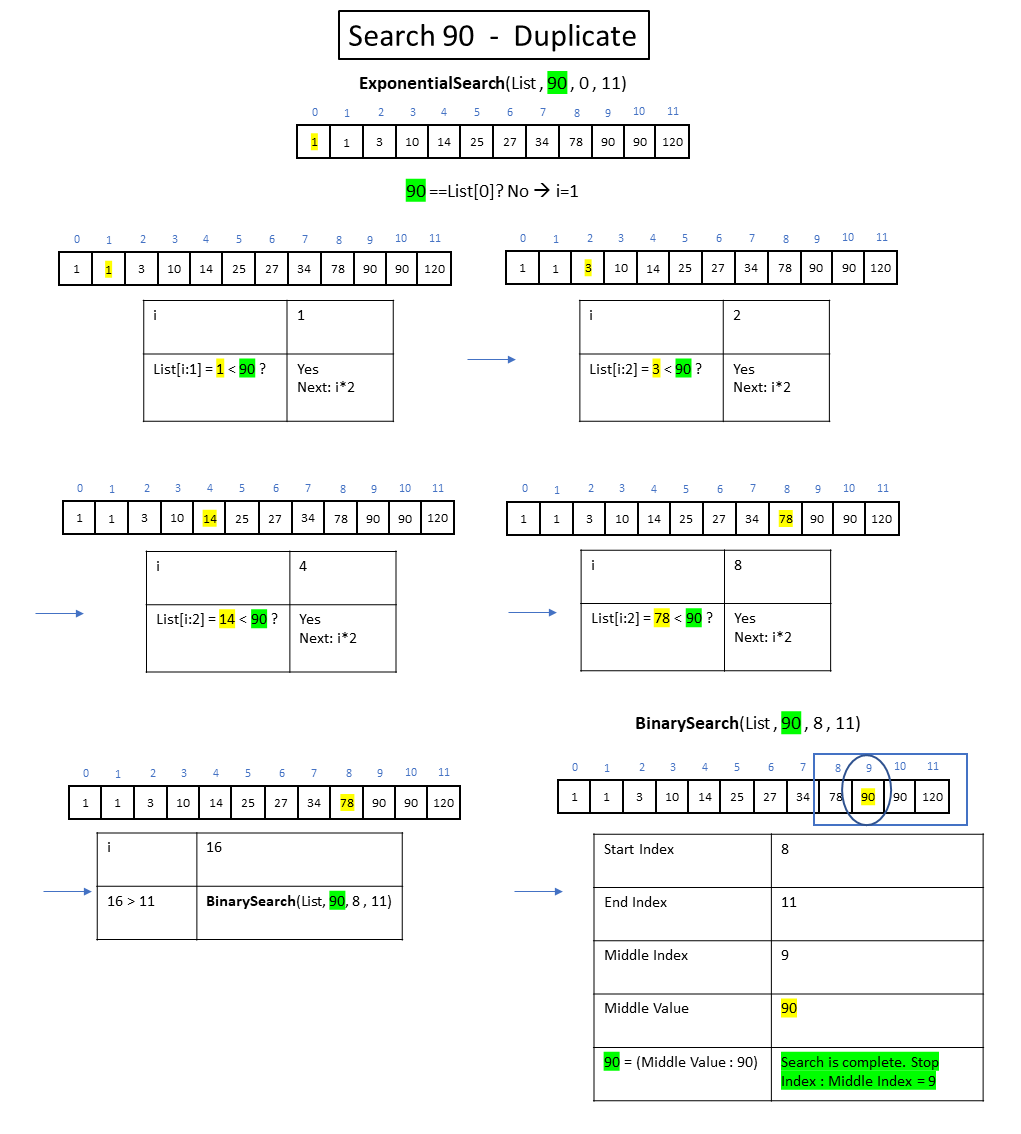 Search 90 - Duplicate
ExponentialSearch(List , 90 , 0 , 11)
0 1 2 3 4 5 6 7 8 9 10 11
1 1 3 10 14 25 27 34 78 90 90 120
90 ==List[0]? No → i=1
0 1 2 3 4 5 6 7 8 9 10 11
1 1 3 10 14 25 27 34 78 90 90 120
i 1
List[i:1] = 1 < 90 ? Yes
Next: i*2
0 1 2 3 4 5 6 7 8 9 10 11
1 1 3 10 14 25 27 34 78 90 90 120
i 2
List[i:2] = 3 < 90 ? Yes
Next: i*2
0 1 2 3 4 5 6 7 8 9 10 11
1 1 3 10 14 25 27 34 78 90 90 120
i 4
List[i:2] = 14 < 90 ? Yes
Next: i*2
0 1 2 3 4 5 6 7 8 9 10 11
1 1 3 10 14 25 27 34 78 90 90 120
i 8
List[i:2] = 78 < 90 ? Yes
Next: i*2
0 1 2 3 4 5 6 7 8 9 10 11
1 1 3 10 14 25 27 34 78 90 90 120
i 16
16 > 11 BinarySearch(List, 90, 8 , 11)
BinarySearch(List , 90 , 8 , 11)
0 1 2 3 4 5 6 7 8 9 10 11
1 1 3 10 14 25 27 34 78 90 90 120
Start Index 8
End Index 11
Middle Index 9
Middle Value 90
90 = (Middle Value : 90) Search is complete. Stop
Index : Middle Index = 9